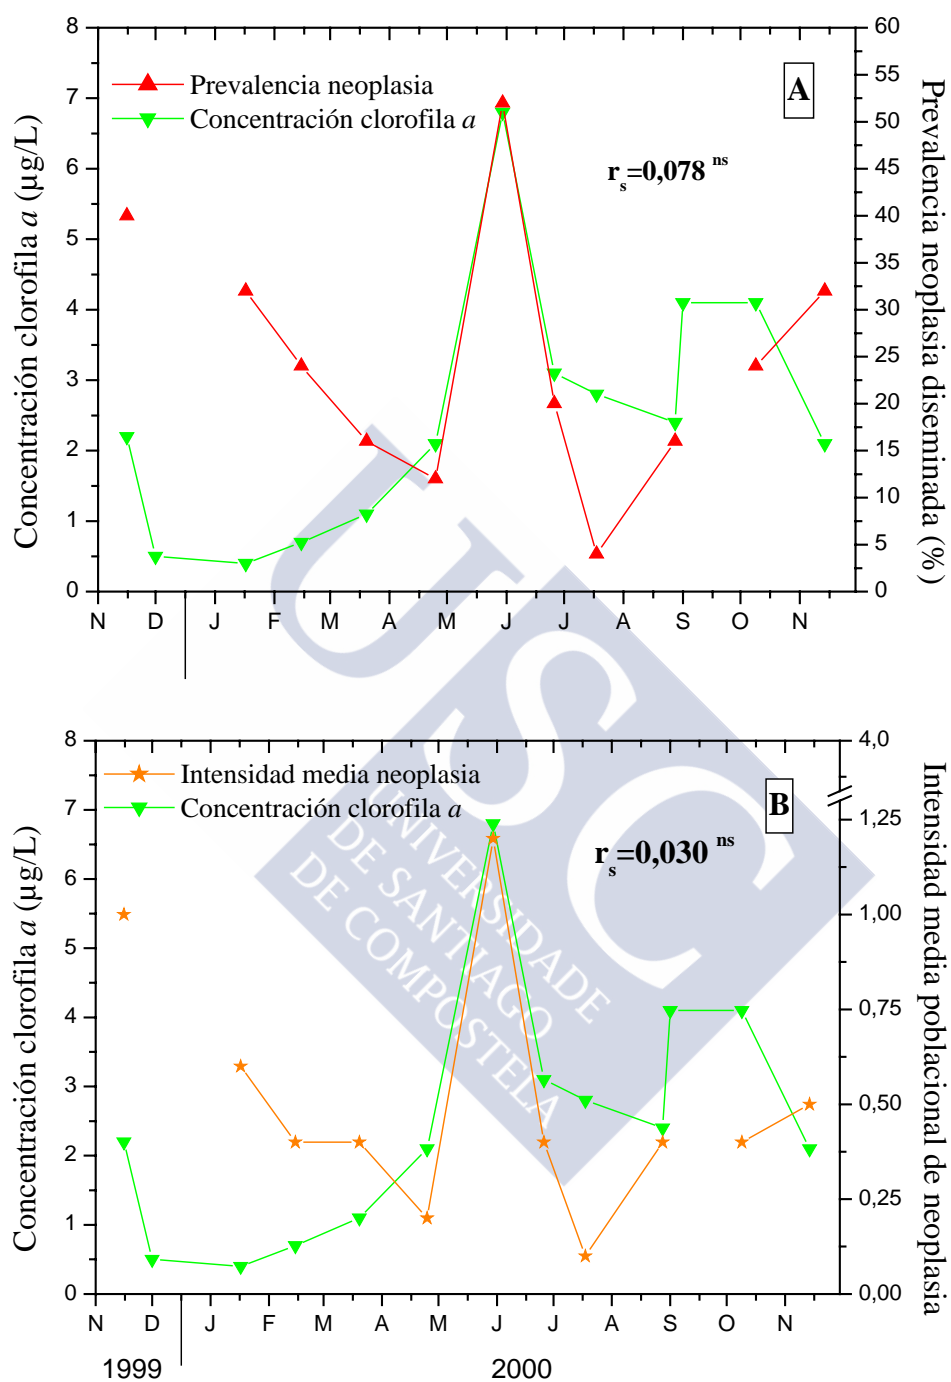 8
7
6
5
4
3
2
1
0
Concentración clorofila a (µg/L)
Prevalencia neoplasia
Concentración clorofila a
A
r_s=0,078 ns
60
55
50
45
40
35
30
25
20
15
10
5
0
Prevalencia neoplasia diseminada (%)
N D J F M A M J J A S O N
USC
UNIVERSIDADE
DE SANTIAGO
DE COMPOSTELA
8
7
6
5
4
3
2
1
0
Concentración clorofila a (µg/L)
Intensidad media neoplasia
Concentración clorofila a
B
r_s=0,030 ns
4,0
1,25
1,00
0,75
0,50
0,25
0,00
Intensidad media poblacional de neoplasia
N D J F M A M J J A S O N
1999 2000